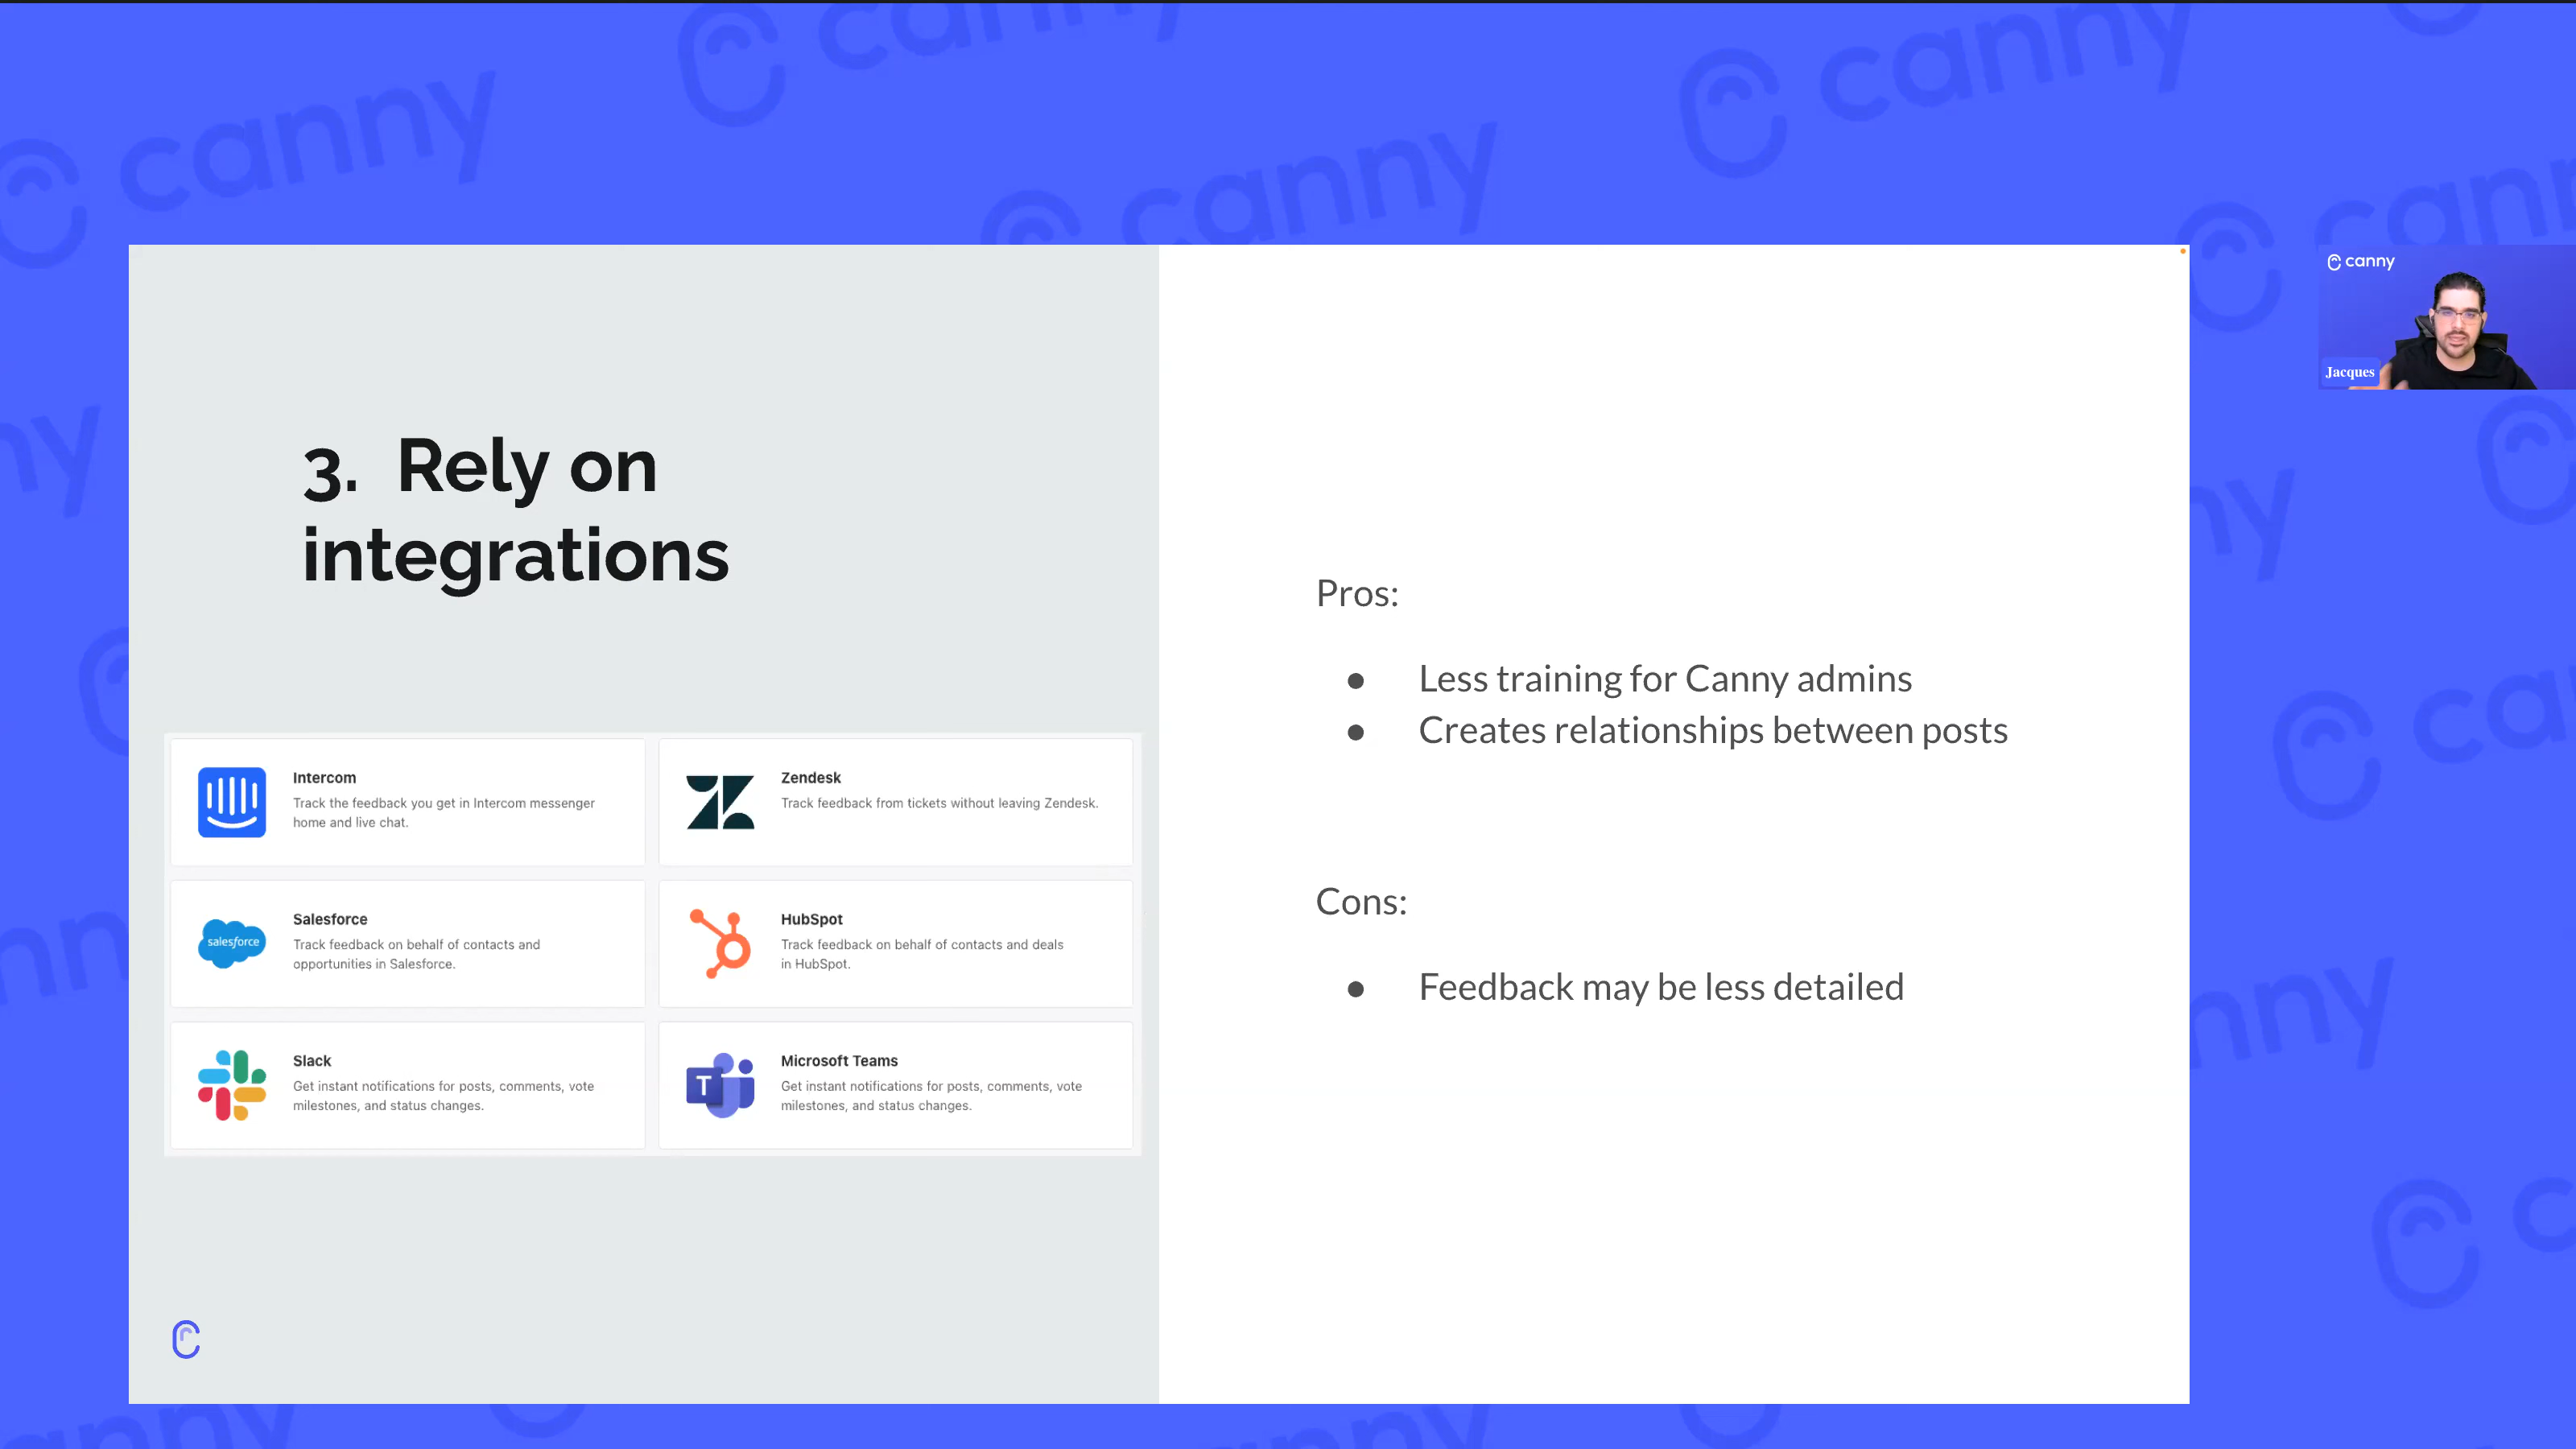 canny
canny
canny
canny
canny
Jacques
3. Rely on
integrations
Intercom
Track the feedback you get in Intercom messenger
home and live chat.
Zendesk
Track feedback from tickets without leaving Zendesk.
Salesforce
salesforce
Track feedback on behalf of contacts and
opportunities in Salesforce.
HubSpot
Track feedback on behalf of contacts and deals
in HubSpot.
Slack
Get instant notifications for posts, comments, vote
milestones, and status changes.
Microsoft Teams
T
Get instant notifications for posts, comments, vote
milestones, and status changes.
Pros:
● Less training for Canny admins
● Creates relationships between posts
Cons:
● Feedback may be less detailed